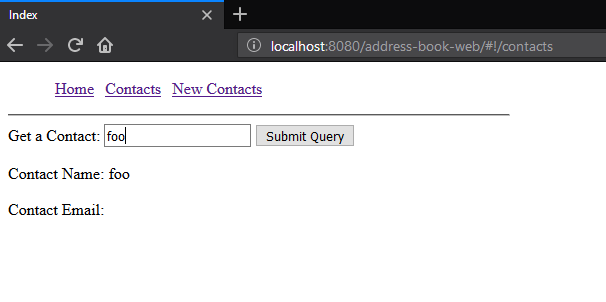 Index
localhost:8080/address-book-web/#!/contacts
Home Contacts New Contacts
Get a Contact: foo Submit Query
Contact Name: foo
Contact Email: